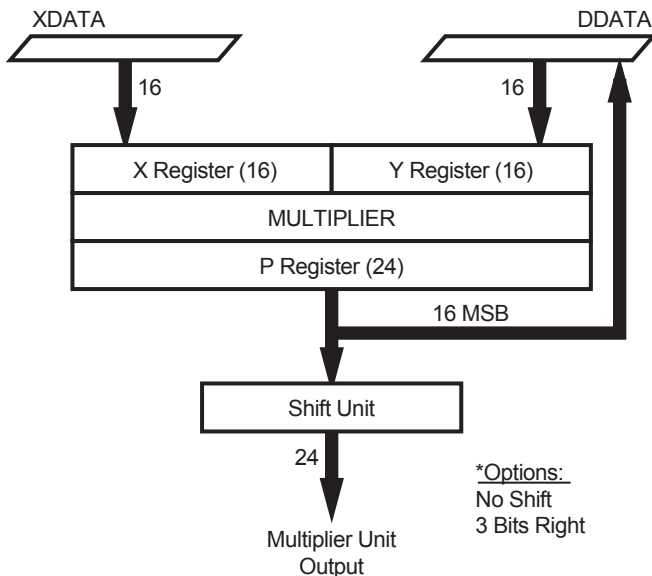 XDATA
DDATA
16
16
X Register (16)
Y Register (16)
MULTIPLIER
P Register (24)
16 MSB
Shift Unit
24
*Options:
No Shift
3 Bits Right
Multiplier Unit
Output